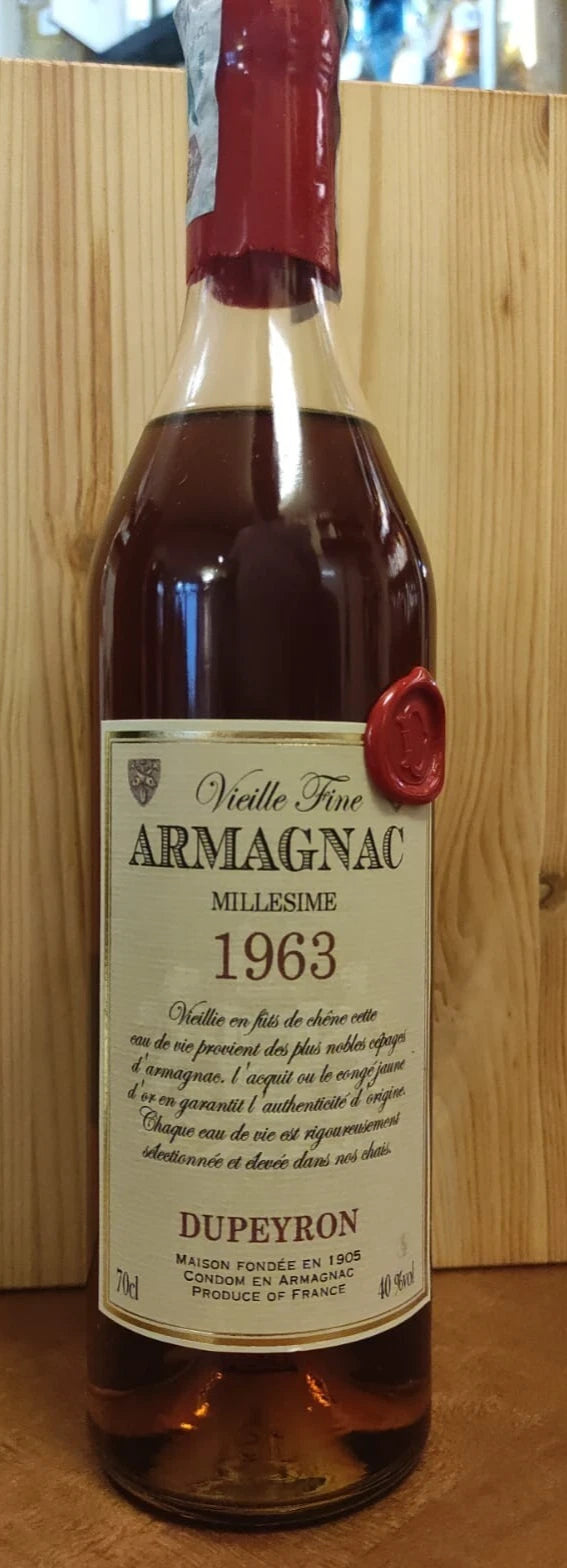 Vieille Fine
ARMAGNAC
MILLESIME
1963
Vieillie en fûts de chêne cette
eau de vie provient des plus nobles cépages
d'armagnac. l'acquit ou le congé jaune
d'or en garantit l'authenticité d'origine.
Chaque eau de vie est rigoureusement
sélectionnée et élevée dans nos chais.
DUPEYRON
MAISON FONDÉE EN 1905
CONDOM EN ARMAGNAC
PRODUCE OF FRANCE
70cl
40 %vol
D